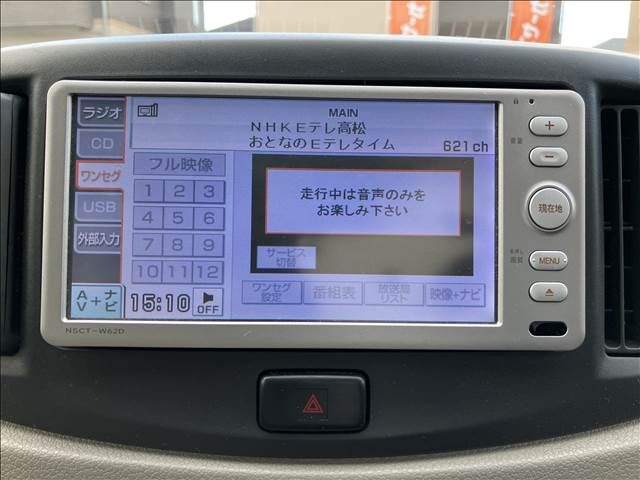 MAIN
NHKEテレ高松
おとなのEテレタイム 621ch
ラジオ
CD
ワンセグ
USB
外部入力
フル映像
1 2 3
4 5 6
7 8 9
10 11 12
走行中は音声のみを
お楽しみ下さい
サービス
切替
ワンセグ
設定
番組表
放送局
リスト
映像+ナビ
AV+ナビ
15:10
OFF
音量
+
−
現在地
MENU
NSCT-W62D